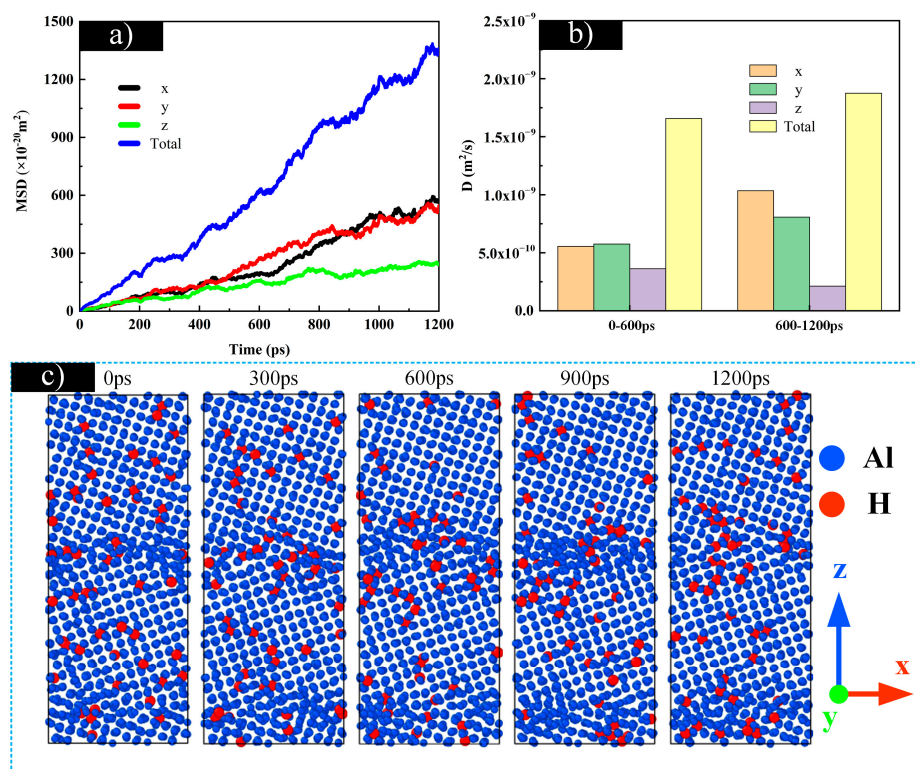 a)
1500
1200
900
600
300
0
MSD (×10⁻²⁰m²)
x
y
z
Total
0 200 400 600 800 1000 1200
Time (ps)
b)
2.5x10⁻⁹
2.0x10⁻⁹
1.5x10⁻⁹
1.0x10⁻⁹
5.0x10⁻¹⁰
0.0
D (m²/s)
x
y
z
Total
0-600ps 600-1200ps
c)
0ps 300ps 600ps 900ps 1200ps
Al
H
z
x
y